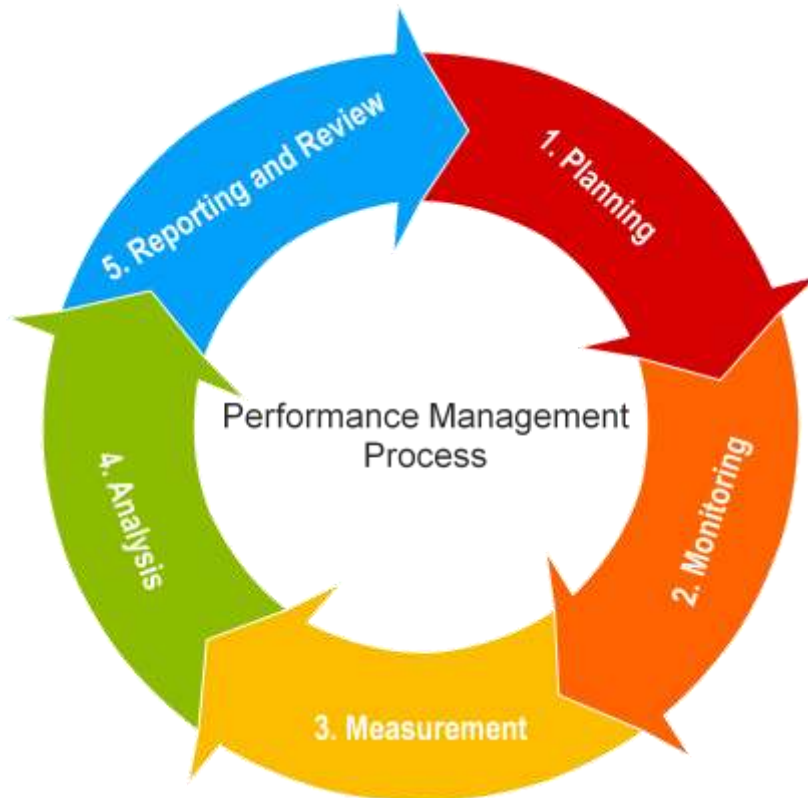 1. Planning
2. Monitoring
3. Measurement
4. Analysis
5. Reporting and Review
Performance Management
Process